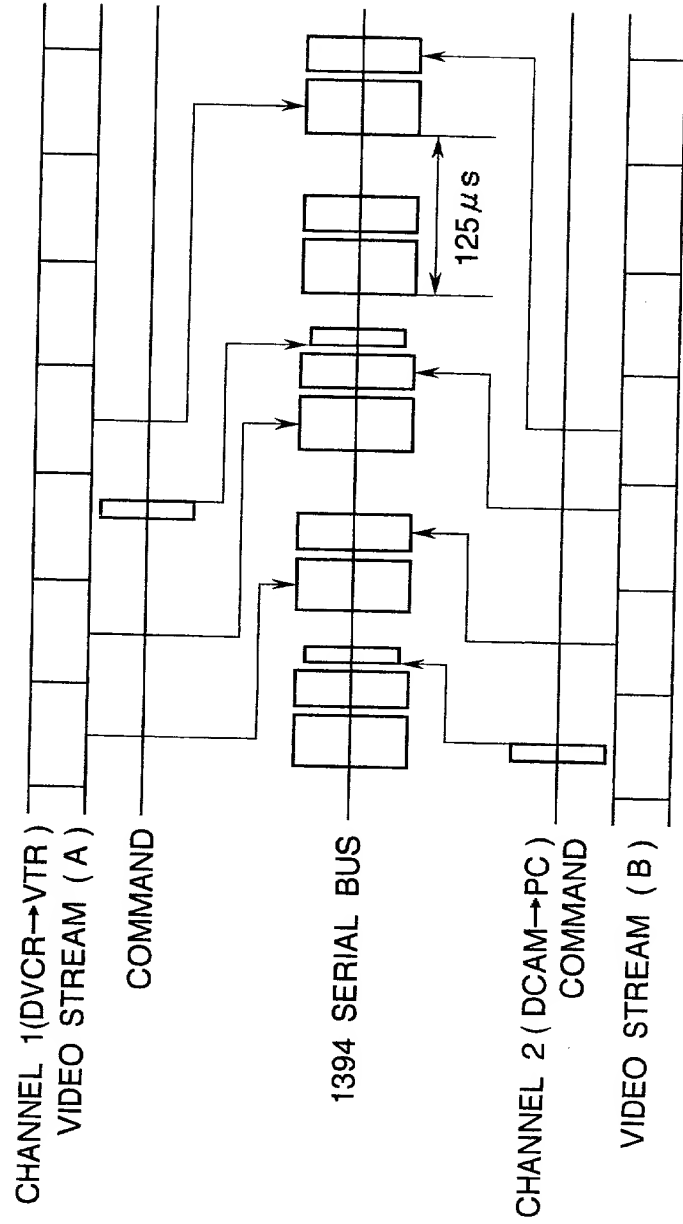 CHANNEL 1(DVCR→VTR)
VIDEO STREAM (A)
COMMAND
1394 SERIAL BUS
125μs
CHANNEL 2(DCAM→PC)
COMMAND
VIDEO STREAM (B)